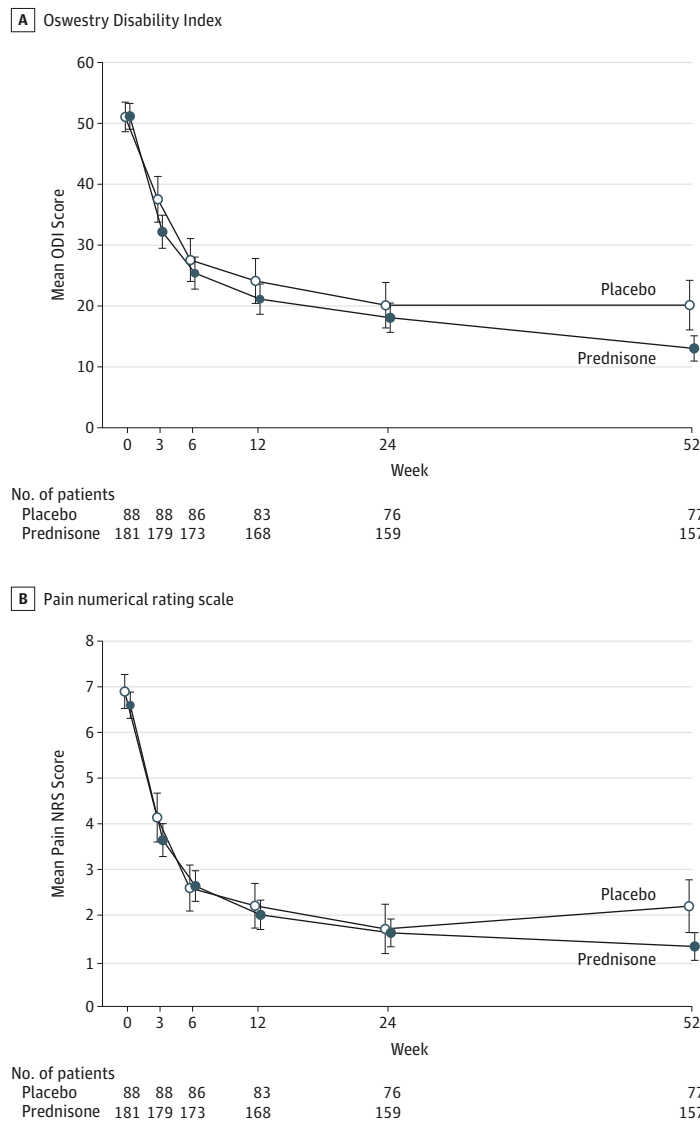 A Oswestry Disability Index
60
50
40
30
20
10
0
Mean ODI Score
Placebo
Prednisone
0 3 6 12 24 52
Week
No. of patients
Placebo 88 88 86 83 76 77
Prednisone 181 179 173 168 159 157
B Pain numerical rating scale
8
7
6
5
4
3
2
1
0
Mean Pain NRS Score
Placebo
Prednisone
0 3 6 12 24 52
Week
No. of patients
Placebo 88 88 86 83 76 77
Prednisone 181 179 173 168 159 157